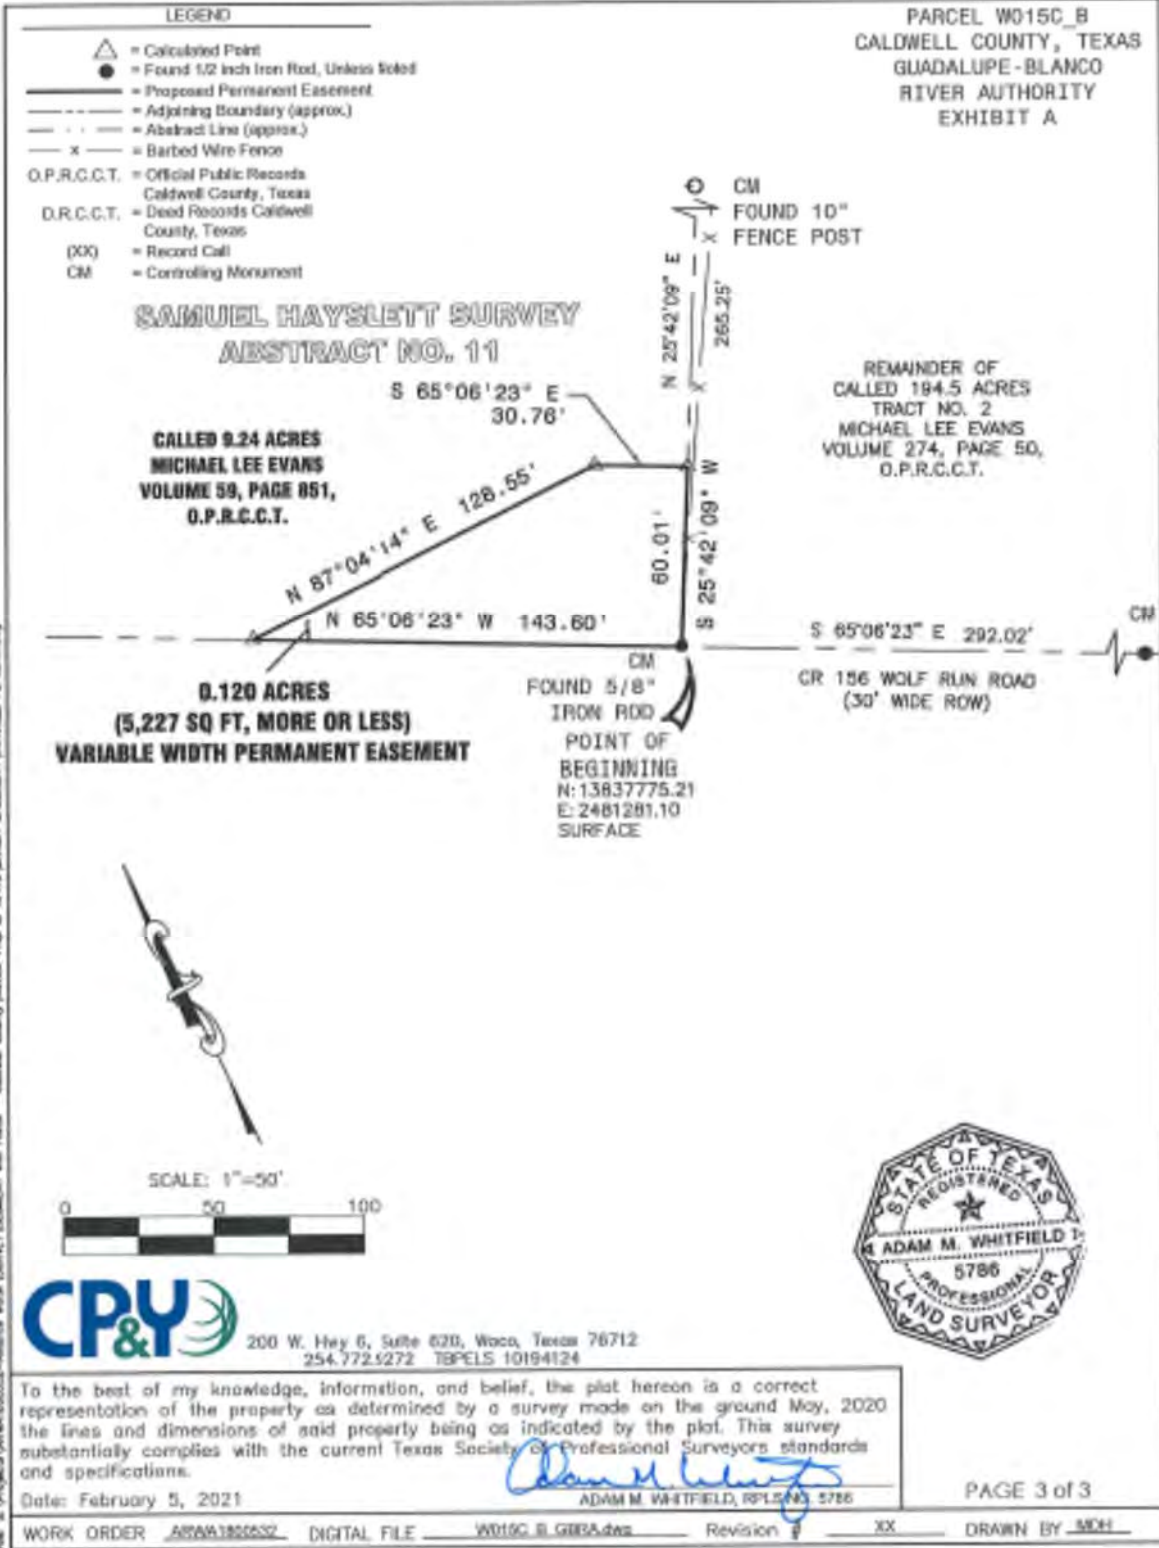 LEGEND
= Calculated Point
= Found 1/2 inch Iron Rod, Unless Noted
= Proposed Permanent Easement
= Adjoining Boundary (approx.)
= Abstract Line (approx.)
x = Barbed Wire Fence
O.P.R.C.C.T. = Official Public Records
Caldwell County, Texas
D.R.C.C.T. = Deed Records Caldwell
County, Texas
(XX) = Record Call
CM = Controlling Monument
PARCEL W015C_B
CALDWELL COUNTY, TEXAS
GUADALUPE-BLANCO
RIVER AUTHORITY
EXHIBIT A
CM
FOUND 10"
FENCE POST
N 25°42'09" E
265.25'
SAMUEL HAYSLETT SURVEY
ABSTRACT NO. 11
S 65°06'23" E
30.76'
REMAINDER OF
CALLED 194.5 ACRES
TRACT NO. 2
MICHAEL LEE EVANS
VOLUME 274, PAGE 50,
O.P.R.C.C.T.
CALLED 9.24 ACRES
MICHAEL LEE EVANS
VOLUME 59, PAGE 851,
O.P.R.C.C.T.
N 87°04'14" E 128.55'
60.01'
S 25°42'09" W
N 65°06'23" W 143.60'
S 65°06'23" E 292.02'
CM
CR 156 WOLF RUN ROAD
(30' WIDE ROW)
0.120 ACRES
(5,227 SQ FT, MORE OR LESS)
VARIABLE WIDTH PERMANENT EASEMENT
CM
FOUND 5/8"
IRON ROD
POINT OF
BEGINNING
N:13837775.21
E:2481281.10
SURFACE
SCALE: 1"=50'
0 50 100
STATE OF TEXAS
REGISTERED
ADAM M. WHITFIELD
5786
PROFESSIONAL
LAND SURVEYOR
CP&Y
200 W. Hwy 6, Suite 620, Waco, Texas 76712
254.772.9272 TBPELS 10194124
To the best of my knowledge, information, and belief, the plat hereon is a correct
representation of the property as determined by a survey made on the ground May, 2020
the lines and dimensions of said property being as indicated by the plat. This survey
substantially complies with the current Texas Society of Professional Surveyors standards
and specifications.
Date: February 5, 2021
ADAM M. WHITFIELD, RPLS NO. 5786
PAGE 3 of 3
WORK ORDER ARWA1800532 DIGITAL FILE W015C_B_GBRA.dwg Revision # XX DRAWN BY MDH